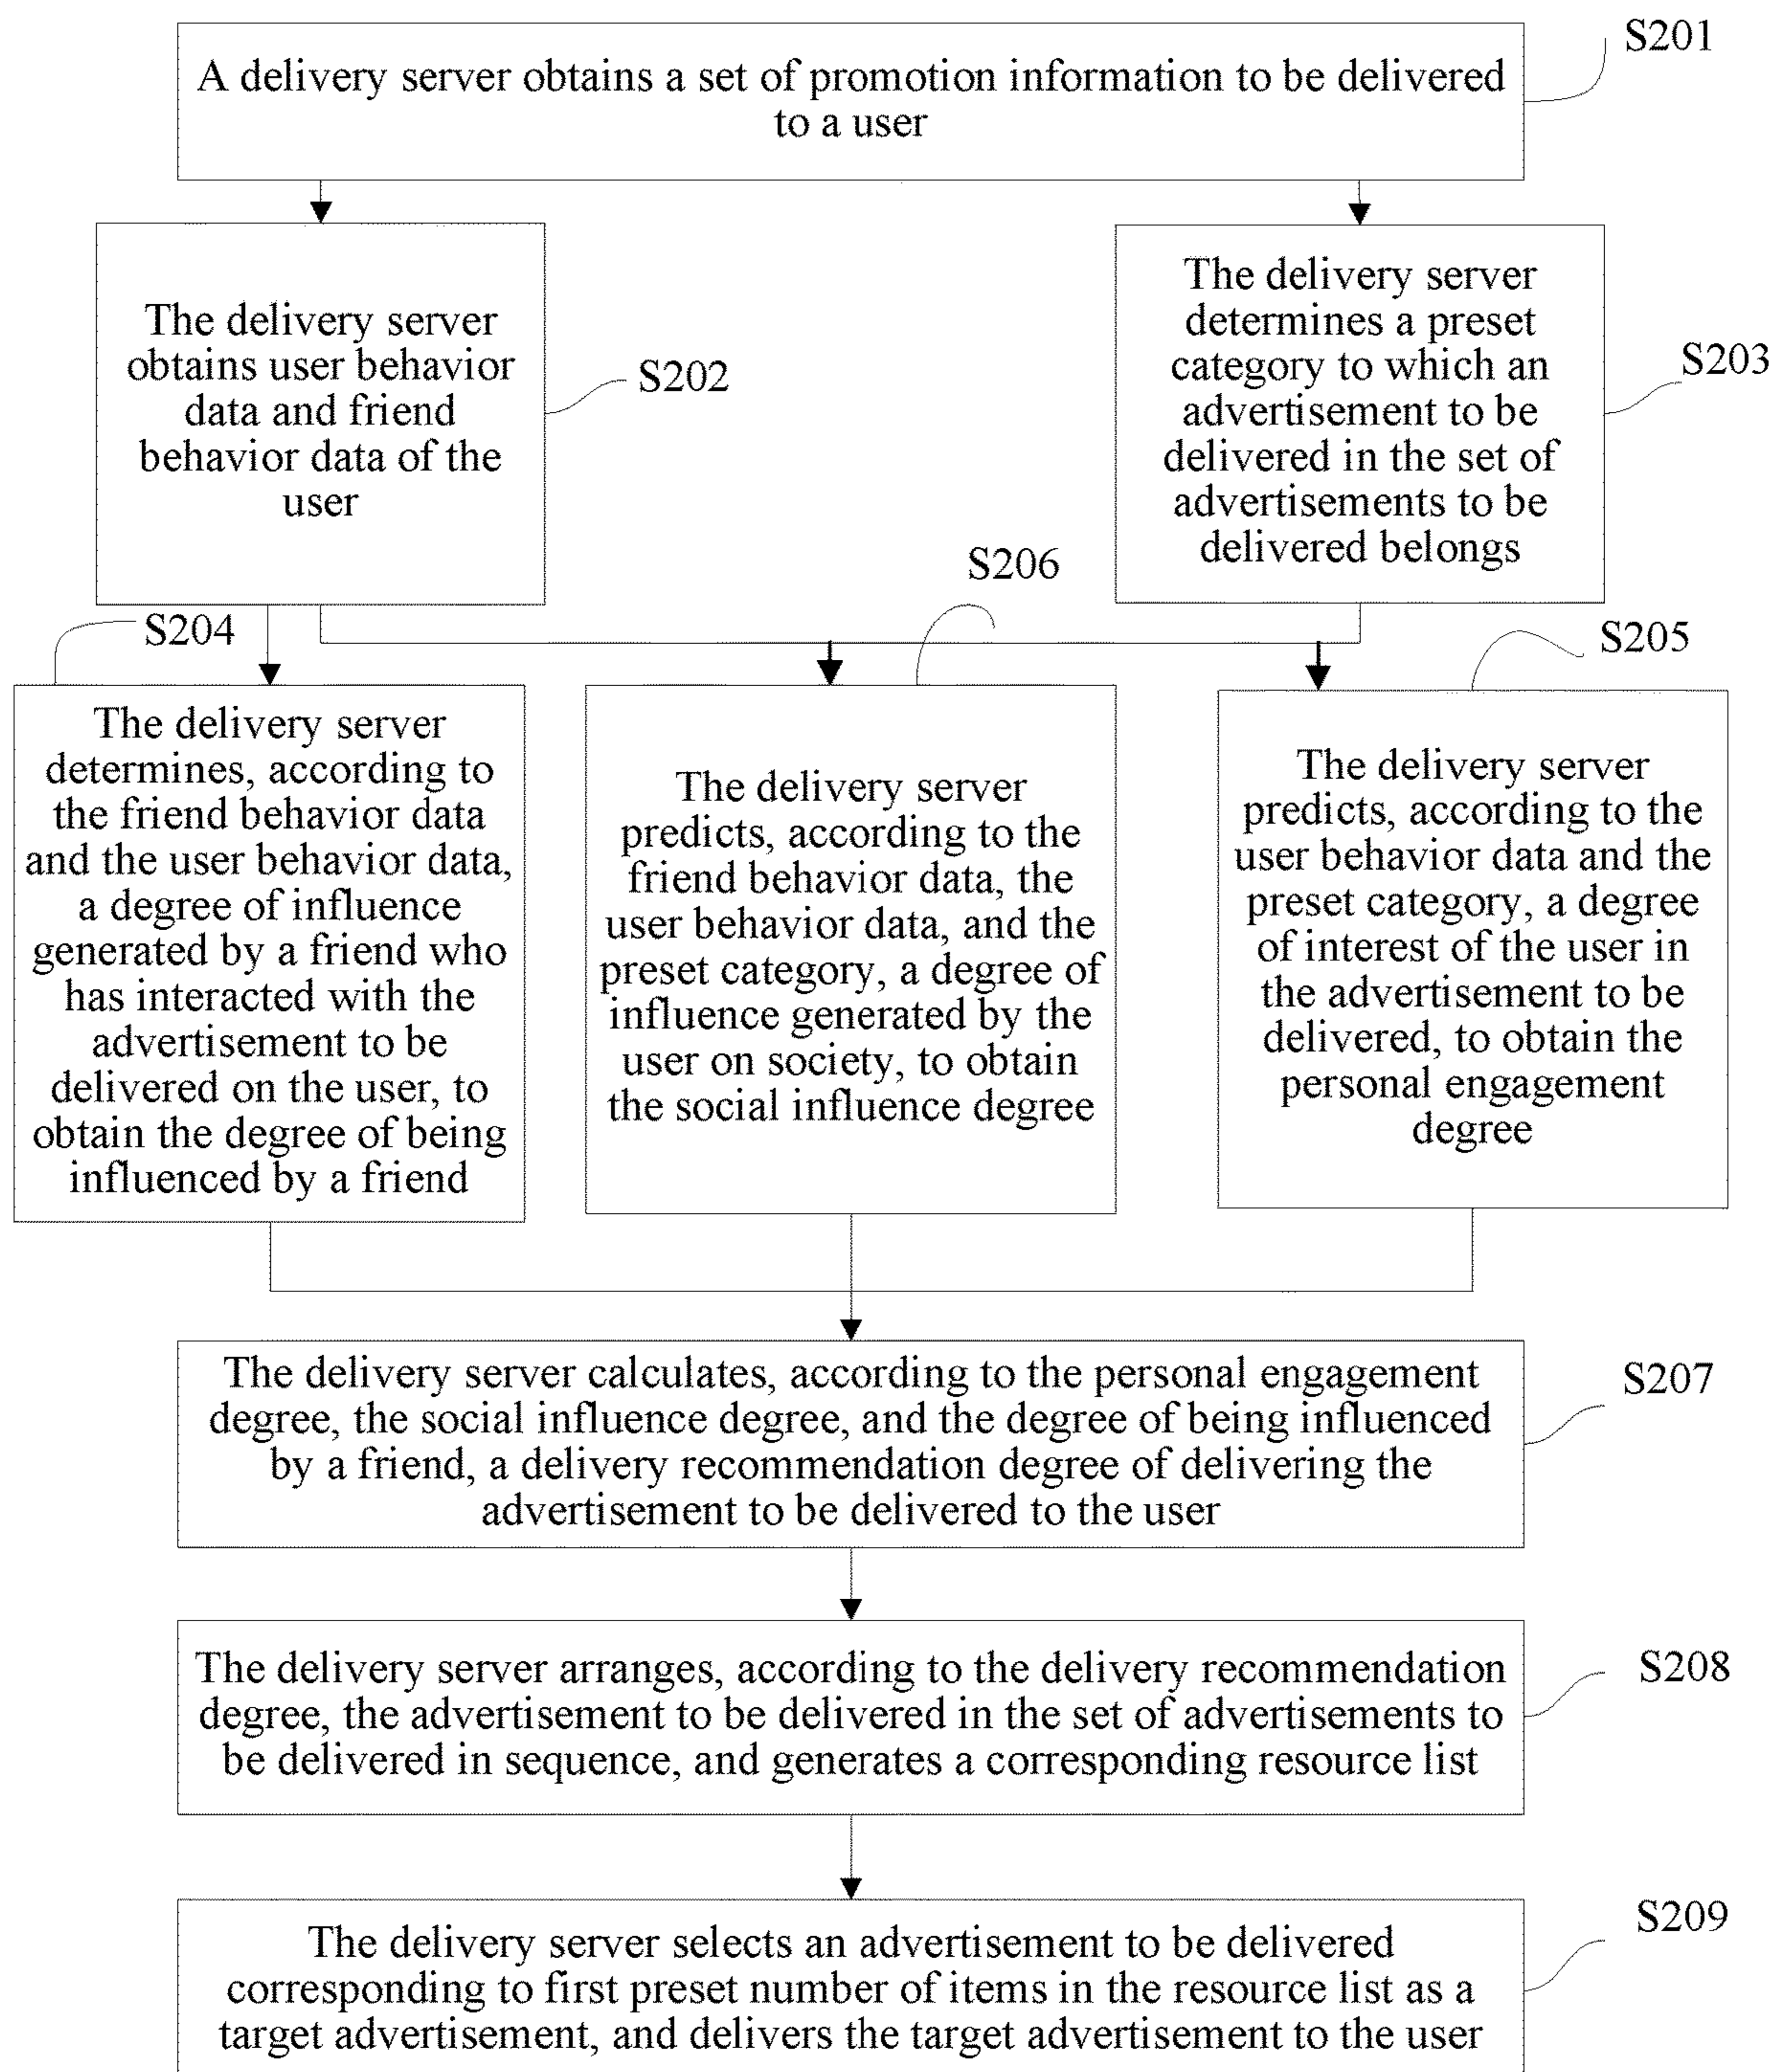 S201
A delivery server obtains a set of promotion information to be delivered
to a user
The delivery server
obtains user behavior
data and friend
behavior data of the
user
S202
The delivery server
determines a preset
category to which an
advertisement to be
delivered in the set of
advertisements to be
delivered belongs
S203
S204
The delivery server
determines, according to
the friend behavior data
and the user behavior data,
a degree of influence
generated by a friend who
has interacted with the
advertisement to be
delivered on the user, to
obtain the degree of being
influenced by a friend
S206
The delivery server
predicts, according to the
friend behavior data, the
user behavior data, and the
preset category, a degree of
influence generated by the
user on society, to obtain
the social influence degree
S205
The delivery server
predicts, according to the
user behavior data and the
preset category, a degree
of interest of the user in
the advertisement to be
delivered, to obtain the
personal engagement
degree
The delivery server calculates, according to the personal engagement
degree, the social influence degree, and the degree of being influenced
by a friend, a delivery recommendation degree of delivering the
advertisement to be delivered to the user
S207
The delivery server arranges, according to the delivery recommendation
degree, the advertisement to be delivered in the set of advertisements to
be delivered in sequence, and generates a corresponding resource list
S208
The delivery server selects an advertisement to be delivered
corresponding to first preset number of items in the resource list as a
target advertisement, and delivers the target advertisement to the user
S209